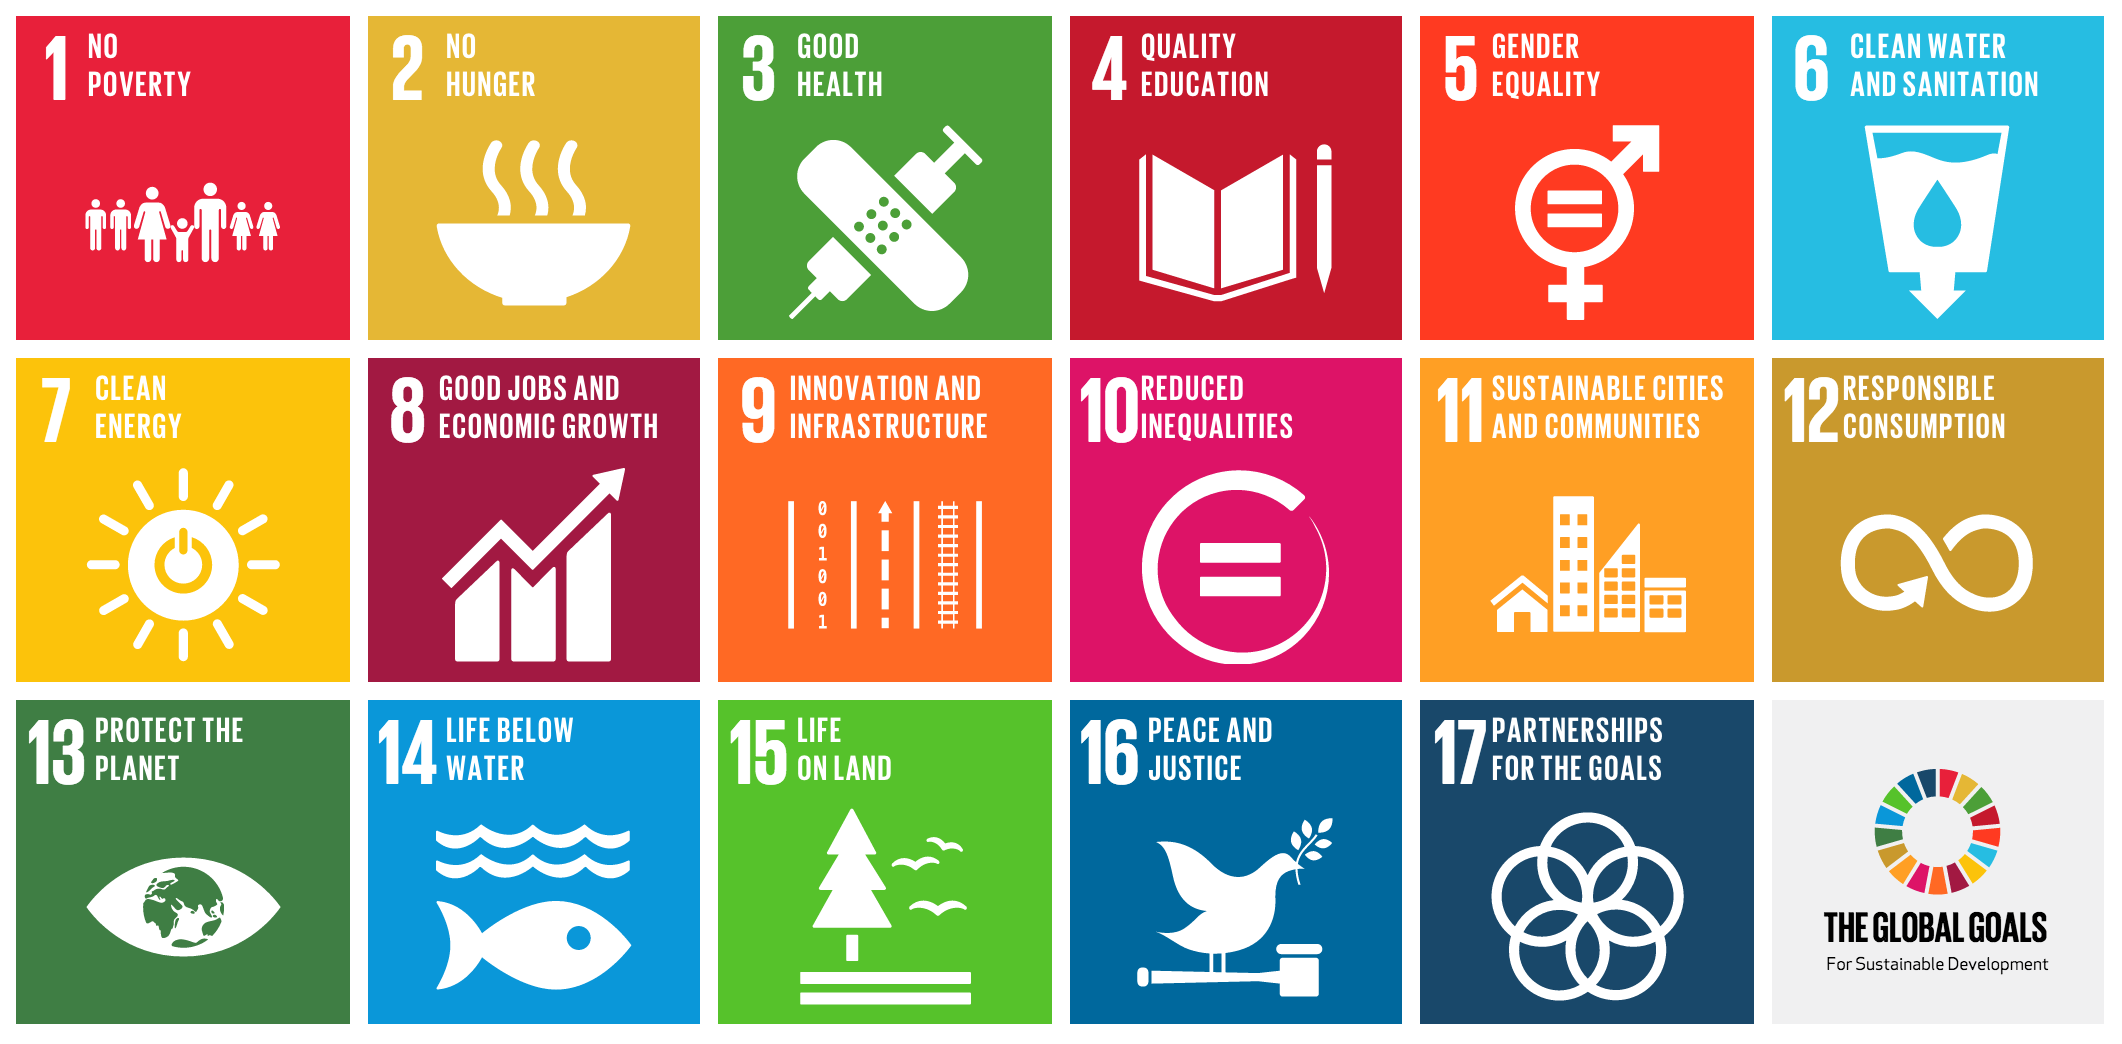 1 NO
POVERTY
2 NO
HUNGER
3 GOOD
HEALTH
4 QUALITY
EDUCATION
5 GENDER
EQUALITY
6 CLEAN WATER
AND SANITATION
7 CLEAN
ENERGY
8 GOOD JOBS AND
ECONOMIC GROWTH
9 INNOVATION AND
INFRASTRUCTURE
0
0
1
0
0
1
10 REDUCED
INEQUALITIES
11 SUSTAINABLE CITIES
AND COMMUNITIES
12 RESPONSIBLE
CONSUMPTION
13 PROTECT THE
PLANET
14 LIFE BELOW
WATER
15 LIFE
ON LAND
16 PEACE AND
JUSTICE
17 PARTNERSHIPS
FOR THE GOALS
THE GLOBAL GOALS
For Sustainable Development